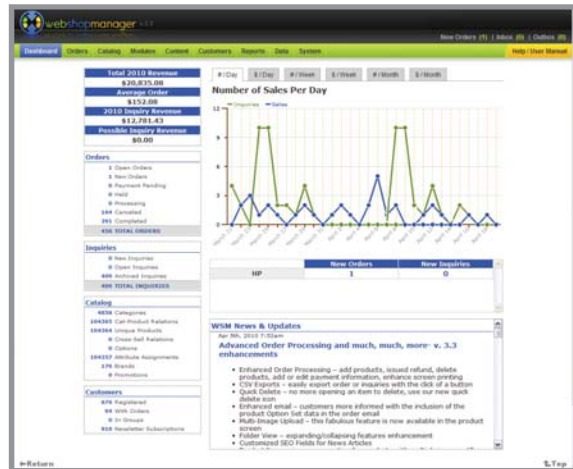 webshopmanager v 3.3
New Orders (1) | Inbox (0) | Outbox (0)
Dashboard Orders Catalog Modules Content Customers Reports Data System Help / User Manual
Total 2010 Revenue
$20,835.08
Average Order
$152.08
2010 Inquiry Revenue
$12,781.43
Possible Inquiry Revenue
$0.00
Orders
1 Open Orders
1 New Orders
0 Payment Pending
0 Held
0 Processing
104 Canceled
Completed
TOTAL ORDERS
Inquiries
0 New Inquiries
0 Open Inquiries
Archived Inquiries
TOTAL INQUIRIES
Catalog
Categories
Cat-Product Relations
Unique Products
0 Cross-Sell Relations
0 Options
Attribute Assignments
Brands
0 Promotions
Customers
Registered
With Orders
0 In Groups
Newsletter Subscriptions
# / Day $ / Day # / Week $ / Week # / Month $ / Month
Number of Sales Per Day
Inquiries Sales
12
9
6
3
0
New Orders New Inquiries
HP 1 0
WSM News & Updates
Apr 9th, 2010 7:52am
Advanced Order Processing and much, much, more- v. 3.3
enhancements
• Enhanced Order Processing – add products, issued refund, delete
products, add or edit payment information, enhance screen printing
• CSV Exports – easily export order or inquiries with the click of a button
• Quick Delete – no more opening an item to delete, use our new quick
delete icon
• Enhanced email – customers more informed with the inclusion of the
product Option Set data in the order email
• Multi-Image Upload – this fabulous feature is now available in the product
screen
• Folder View – expanding/collapsing features enhancement
• Customized SEO Fields for News Articles
Return
Top